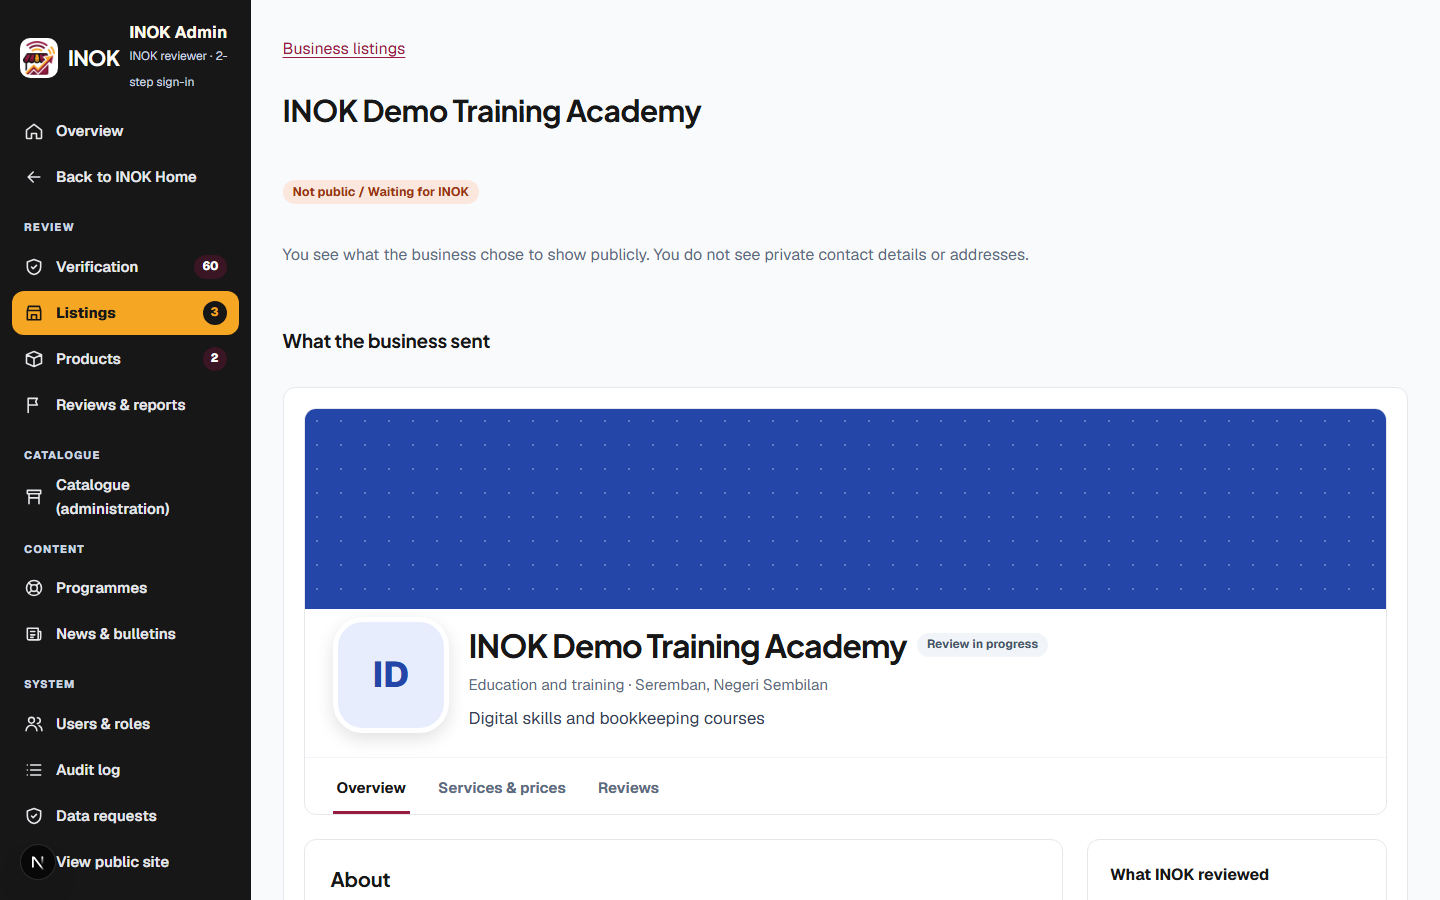 INOK
INOK Admin
INOK reviewer · 2-
step sign-in
Overview
Back to INOK Home
REVIEW
Verification 60
Listings 3
Products 2
Reviews & reports
CATALOGUE
Catalogue
(administration)
CONTENT
Programmes
News & bulletins
SYSTEM
Users & roles
Audit log
Data requests
N View public site
Business listings
INOK Demo Training Academy
Not public / Waiting for INOK
You see what the business chose to show publicly. You do not see private contact details or addresses.
What the business sent
ID
INOK Demo Training Academy Review in progress
Education and training · Seremban, Negeri Sembilan
Digital skills and bookkeeping courses
Overview Services & prices Reviews
About
What INOK reviewed